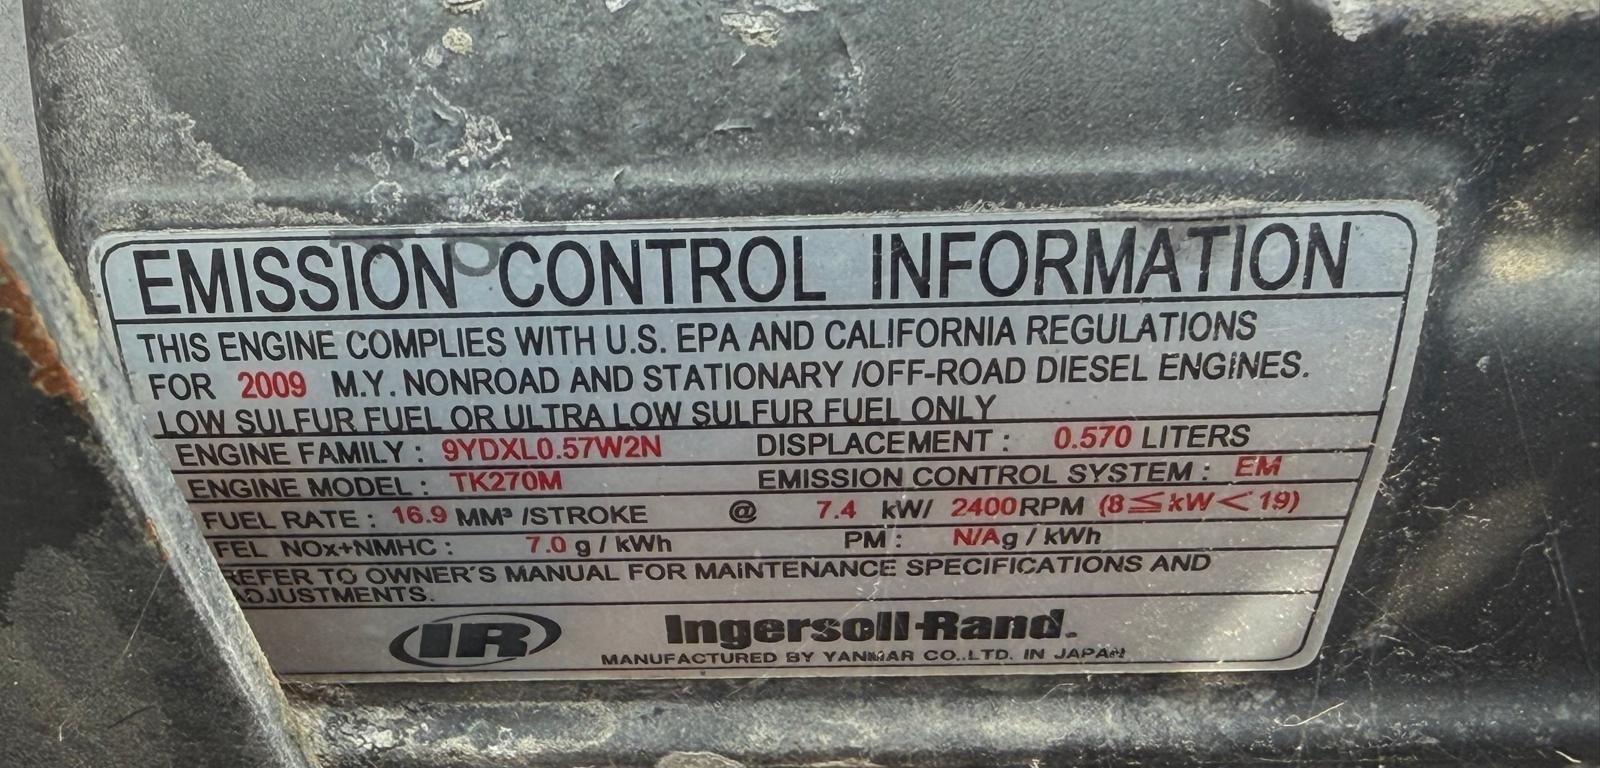 EMISSION CONTROL INFORMATION
THIS ENGINE COMPLIES WITH U.S. EPA AND CALIFORNIA REGULATIONS
FOR 2009 M.Y. NONROAD AND STATIONARY /OFF-ROAD DIESEL ENGINES.
LOW SULFUR FUEL OR ULTRA LOW SULFUR FUEL ONLY
ENGINE FAMILY : 9YDXL0.57W2N DISPLACEMENT : 0.570 LITERS
ENGINE MODEL : TK270M EMISSION CONTROL SYSTEM : EM
FUEL RATE : 16.9 MM³ /STROKE @ 7.4 kW/ 2400RPM (8≦kW<19)
FEL NOx+NMHC : 7.0 g / kWh PM : N/A g / kWh
REFER TO OWNER'S MANUAL FOR MAINTENANCE SPECIFICATIONS AND
ADJUSTMENTS.
IR Ingersoll-Rand.
MANUFACTURED BY YANMAR CO.,LTD. IN JAPAN